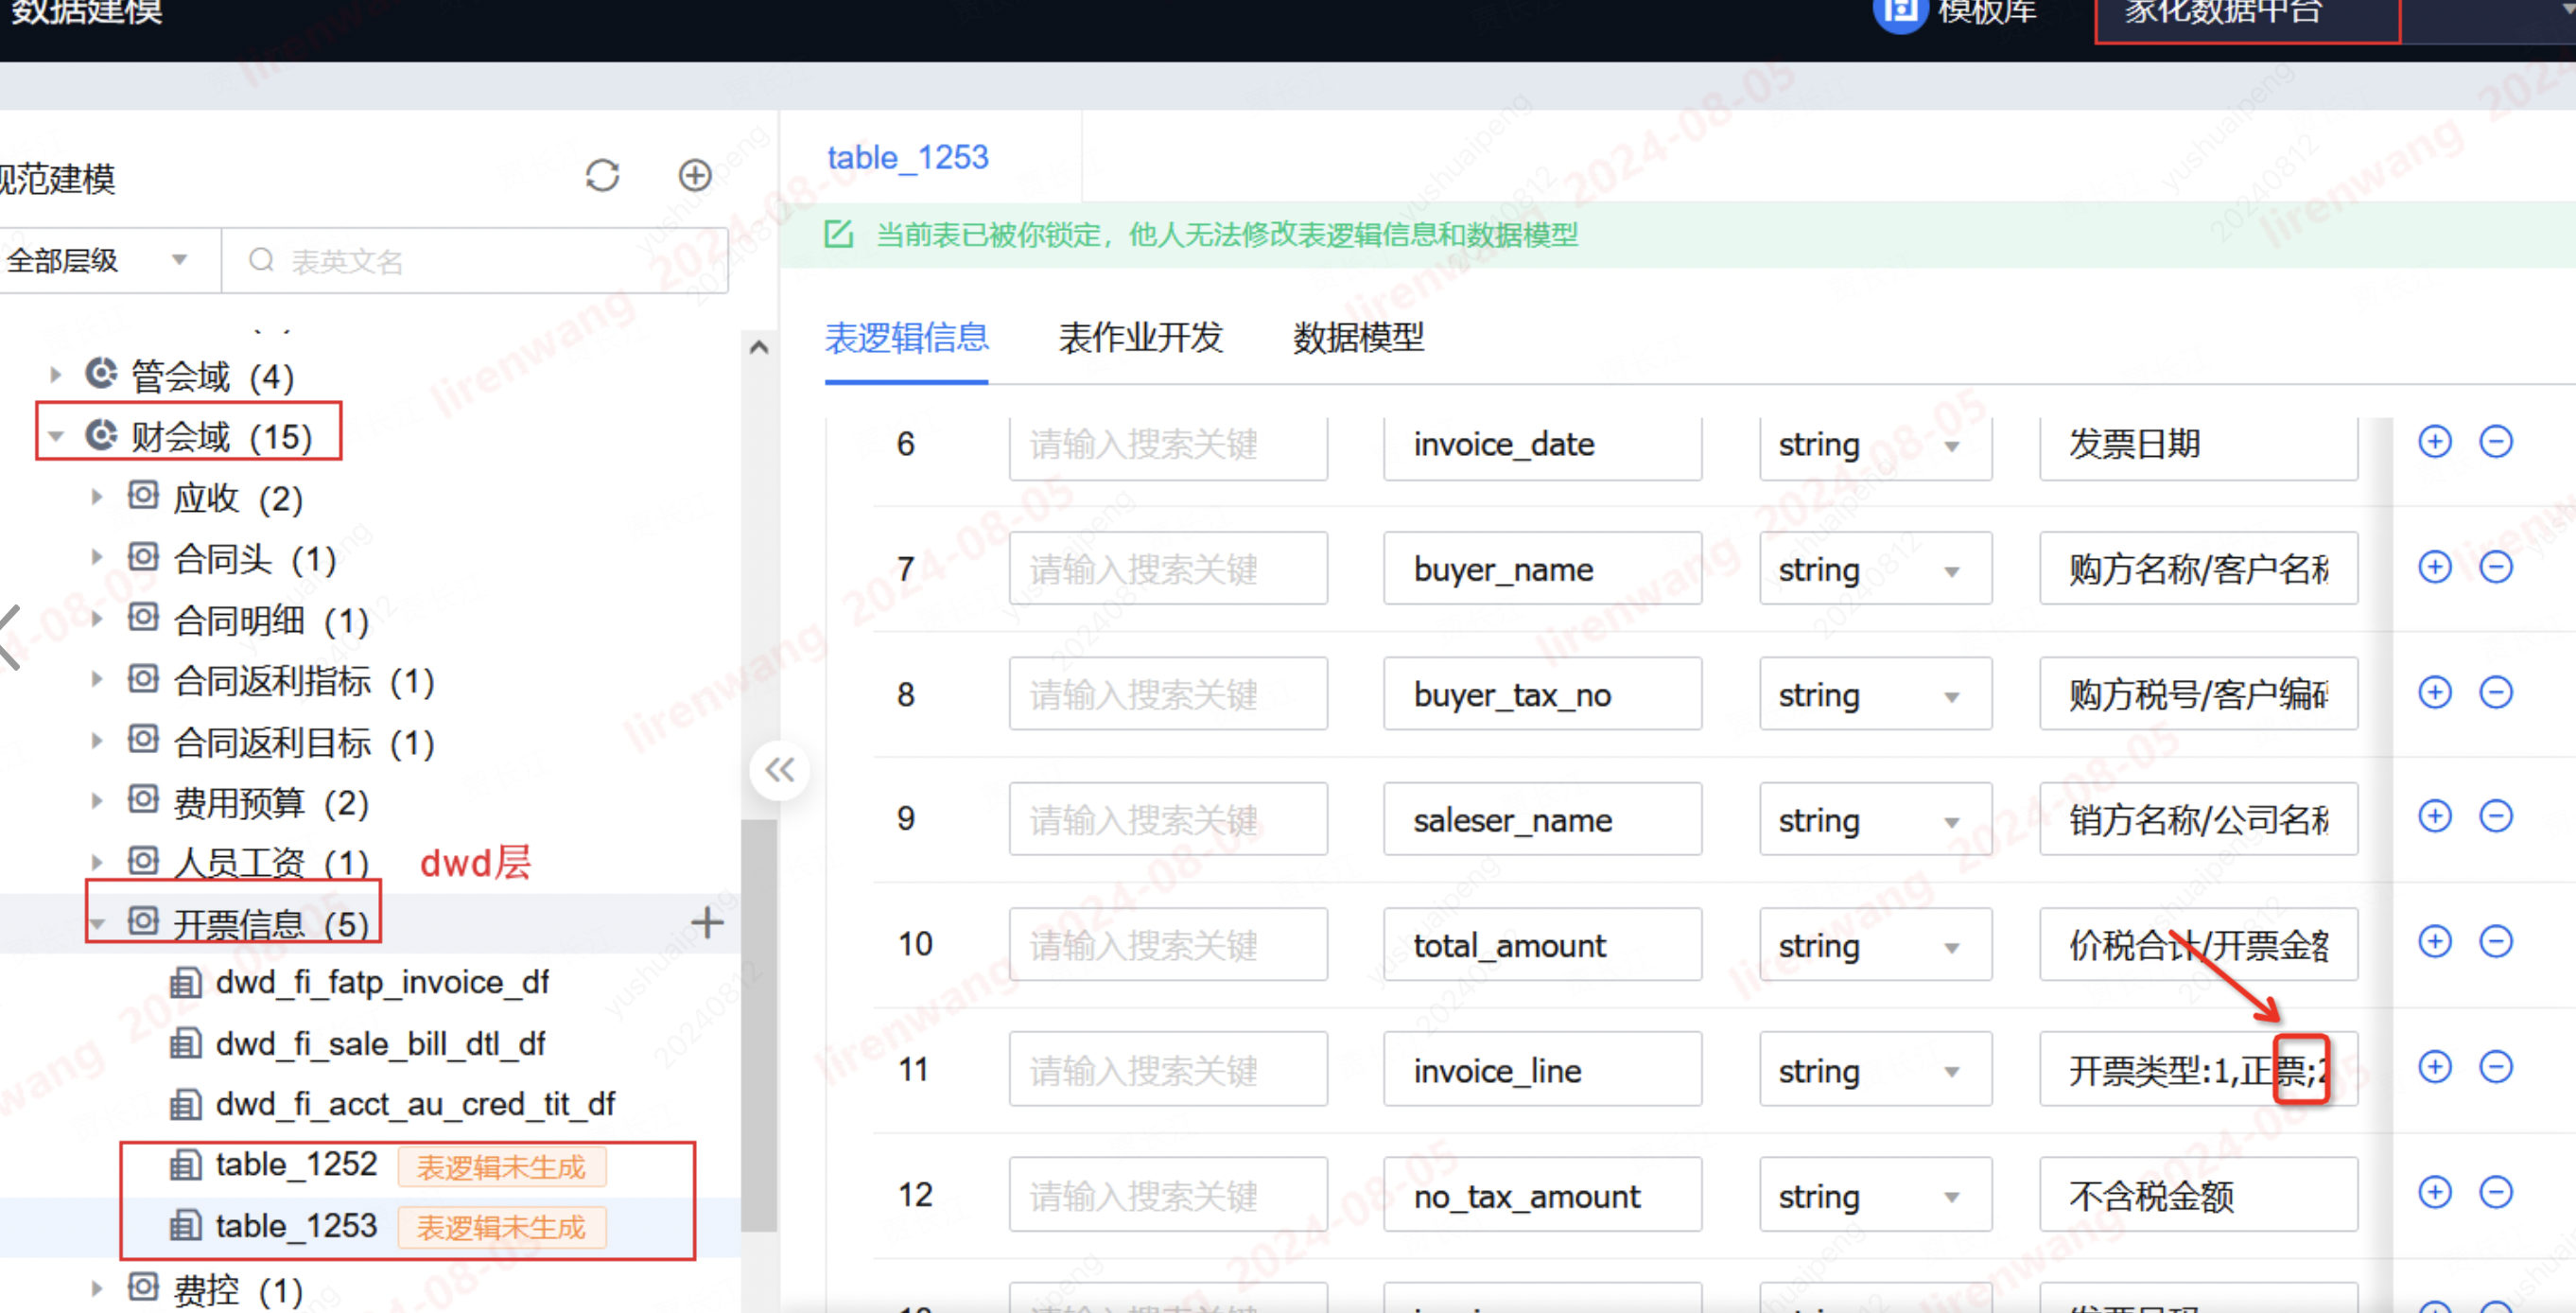 数据建模
模板库
家化数据中台
规范建模
全部层级
表英文名
管会域 (4)
财会域 (15)
应收 (2)
合同头 (1)
合同明细 (1)
合同返利指标 (1)
合同返利目标 (1)
费用预算 (2)
人员工资 (1)
dwd层
开票信息 (5)
dwd_fi_fatp_invoice_df
dwd_fi_sale_bill_dtl_df
dwd_fi_acct_au_cred_tit_df
table_1252 表逻辑未生成
table_1253 表逻辑未生成
费控 (1)
table_1253
当前表已被你锁定，他人无法修改表逻辑信息和数据模型
表逻辑信息 表作业开发 数据模型
6 请输入搜索关键 invoice_date string 发票日期
7 请输入搜索关键 buyer_name string 购方名称/客户名称
8 请输入搜索关键 buyer_tax_no string 购方税号/客户编码
9 请输入搜索关键 saleser_name string 销方名称/公司名称
10 请输入搜索关键 total_amount string 价税合计/开票金额
11 请输入搜索关键 invoice_line string 开票类型:1,正票;2
12 请输入搜索关键 no_tax_amount string 不含税金额
lirenwang 2024-08-05
yushuaipeng
20240812